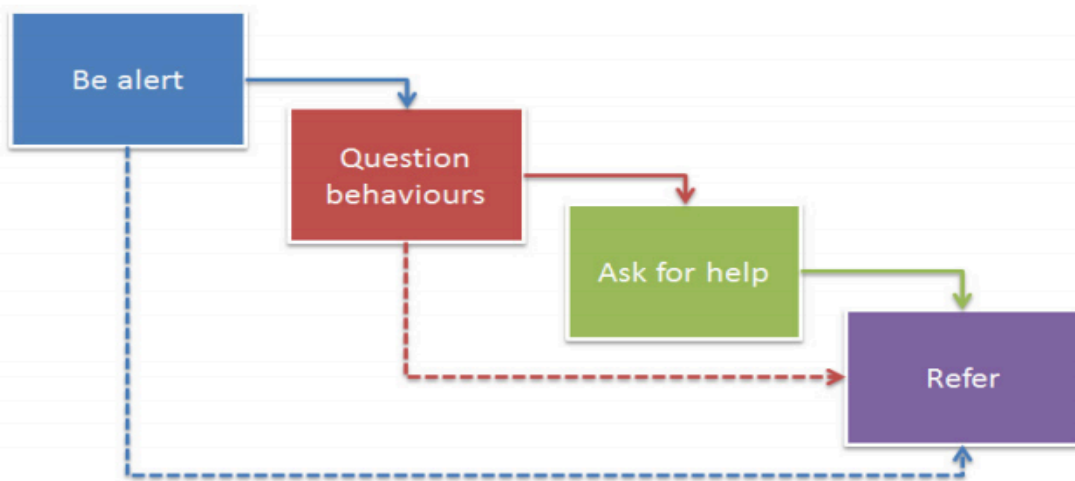 Be alert
Question
behaviours
Ask for help
Refer